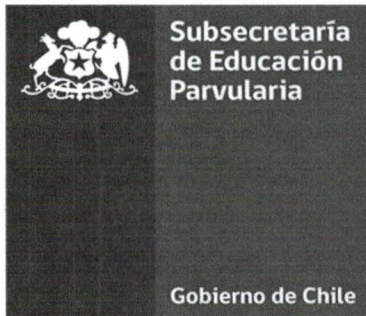 Subsecretaría
de Educación
Parvularia
Gobierno de Chile